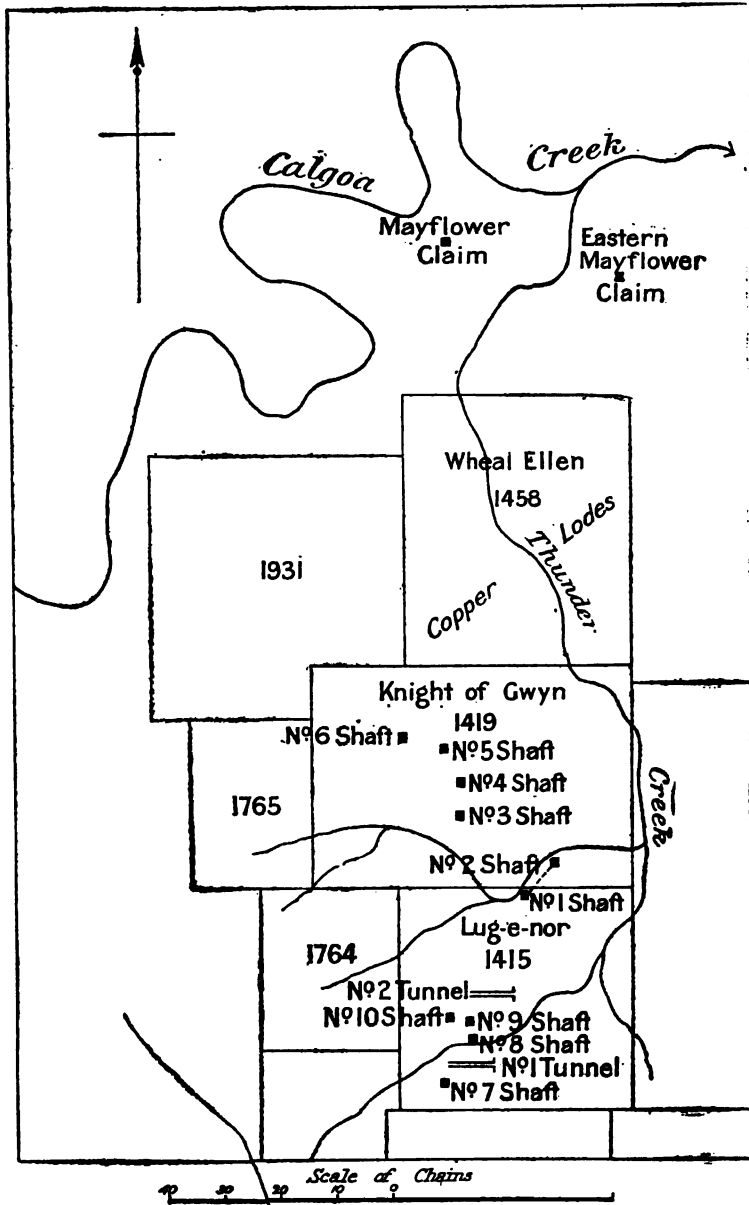 Calgoa
Creek
Mayflower
Claim
Eastern
Mayflower
Claim
Wheal Ellen
1458
Lodes
Thunder
Copper
1931
Knight of Gwyn
1419
Nº6 Shaft
Nº5 Shaft
Nº4 Shaft
Nº3 Shaft
1765
Creek
Nº2 Shaft
Nº1 Shaft
Lug-e-nor
1415
1764
Nº2 Tunnel
Nº10 Shaft
Nº9 Shaft
Nº8 Shaft
Nº1 Tunnel
Nº7 Shaft
Scale of Chains
40 30 20 10 0